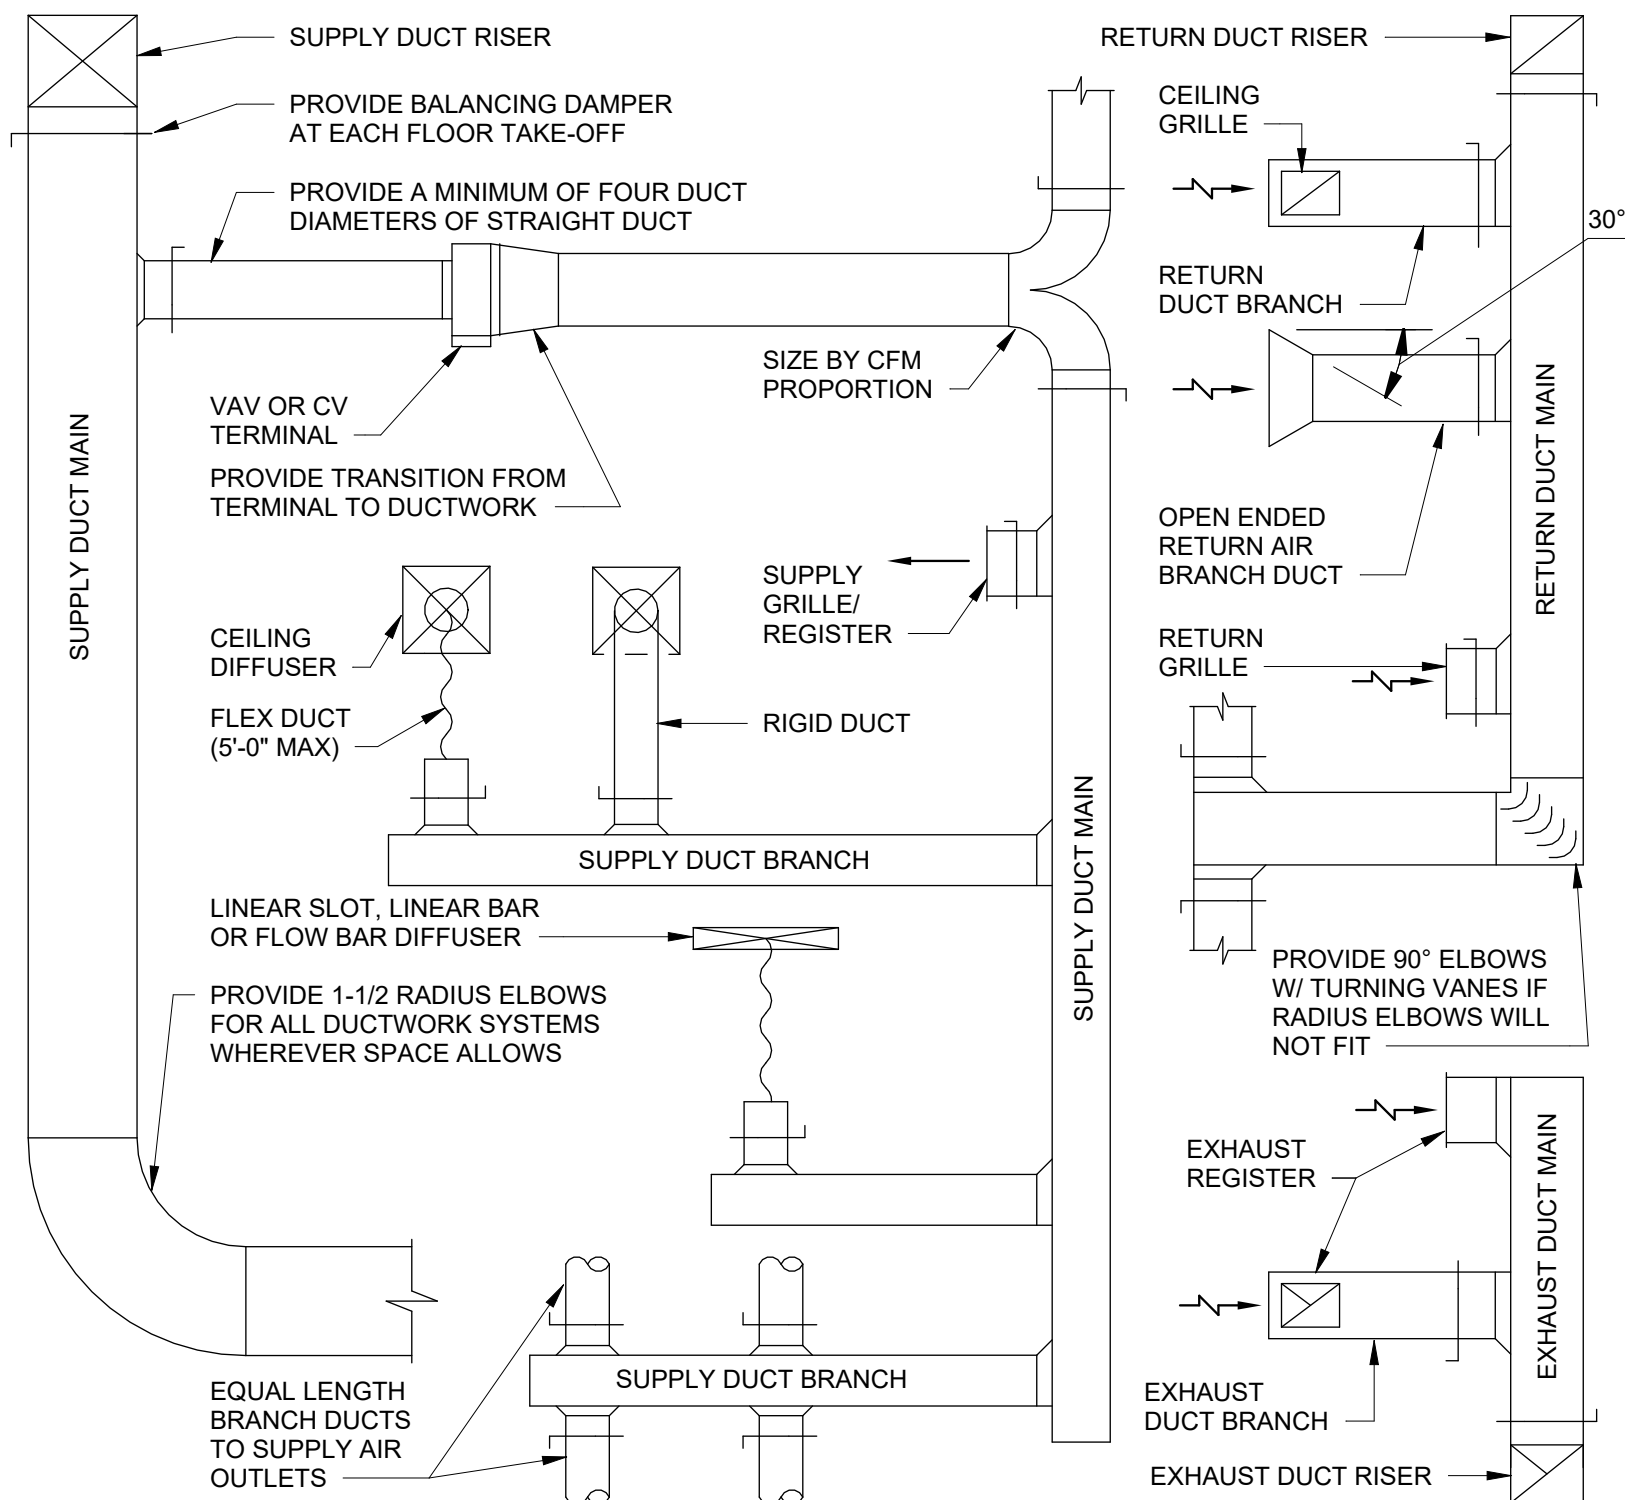 SUPPLY DUCT RISER
PROVIDE BALANCING DAMPER
AT EACH FLOOR TAKE-OFF
PROVIDE A MINIMUM OF FOUR DUCT
DIAMETERS OF STRAIGHT DUCT
VAV OR CV
TERMINAL
PROVIDE TRANSITION FROM
TERMINAL TO DUCTWORK
SUPPLY DUCT MAIN
SIZE BY CFM
PROPORTION
CEILING
DIFFUSER
FLEX DUCT
(5'-0" MAX)
SUPPLY
GRILLE/
REGISTER
RIGID DUCT
SUPPLY DUCT BRANCH
LINEAR SLOT, LINEAR BAR
OR FLOW BAR DIFFUSER
PROVIDE 1-1/2 RADIUS ELBOWS
FOR ALL DUCTWORK SYSTEMS
WHEREVER SPACE ALLOWS
SUPPLY DUCT MAIN
SUPPLY DUCT BRANCH
EQUAL LENGTH
BRANCH DUCTS
TO SUPPLY AIR
OUTLETS
RETURN DUCT RISER
CEILING
GRILLE
30°
RETURN
DUCT BRANCH
OPEN ENDED
RETURN AIR
BRANCH DUCT
RETURN DUCT MAIN
RETURN
GRILLE
PROVIDE 90° ELBOWS
W/ TURNING VANES IF
RADIUS ELBOWS WILL
NOT FIT
EXHAUST
REGISTER
EXHAUST DUCT MAIN
EXHAUST
DUCT BRANCH
EXHAUST DUCT RISER